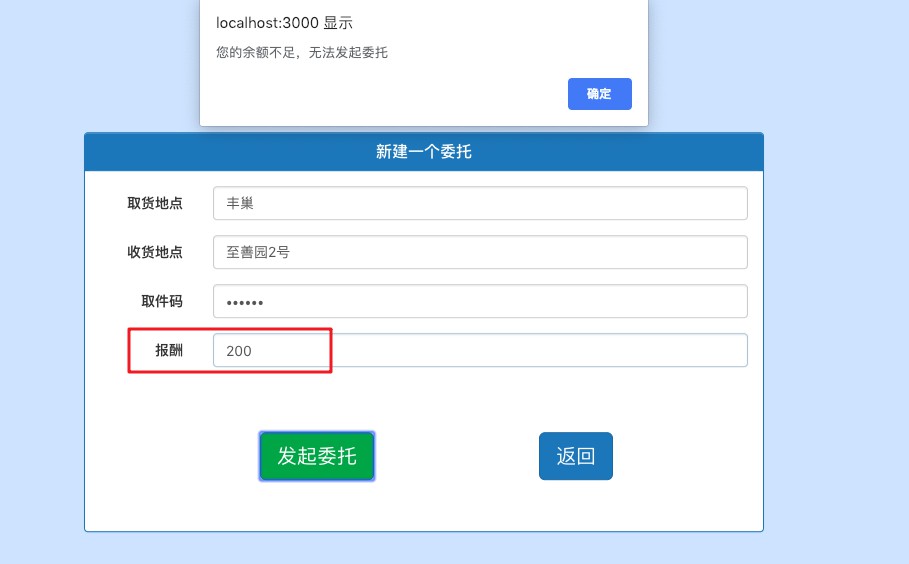 localhost:3000 显示
您的余额不足，无法发起委托
确定
新建一个委托
取货地点 丰巢
收货地点 至善园2号
取件码 ••••••
报酬 200
发起委托 返回